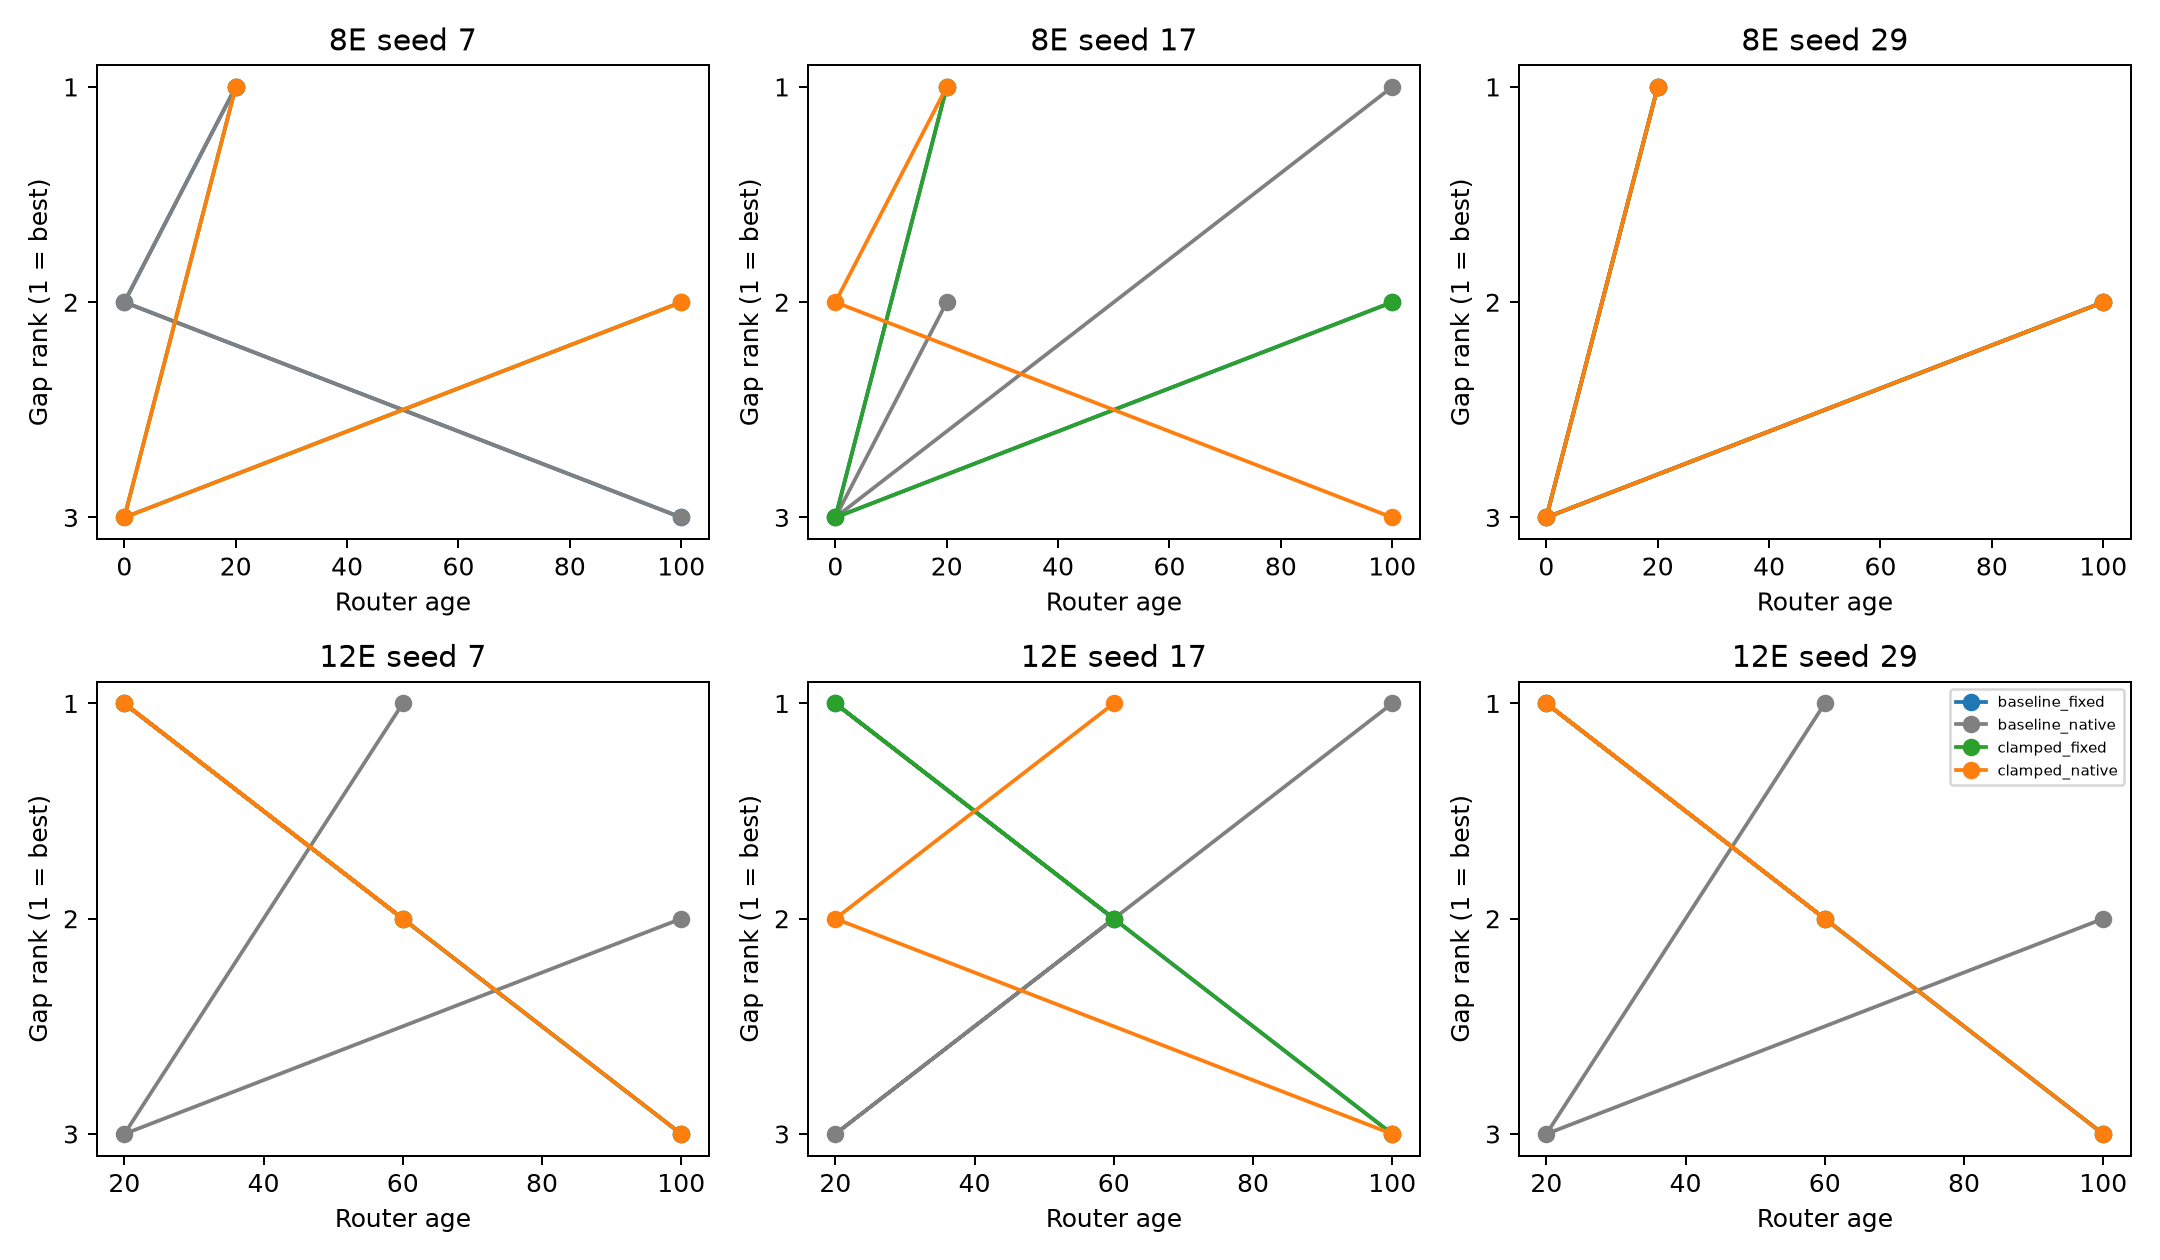 8E seed 7
8E seed 17
8E seed 29
Gap rank (1 = best)
1
2
3
0 20 40 60 80 100
Router age
Gap rank (1 = best)
1
2
3
0 20 40 60 80 100
Router age
Gap rank (1 = best)
1
2
3
0 20 40 60 80 100
Router age
12E seed 7
12E seed 17
12E seed 29
Gap rank (1 = best)
1
2
3
20 40 60 80 100
Router age
Gap rank (1 = best)
1
2
3
20 40 60 80 100
Router age
Gap rank (1 = best)
1
2
3
baseline_fixed
baseline_native
clamped_fixed
clamped_native
20 40 60 80 100
Router age